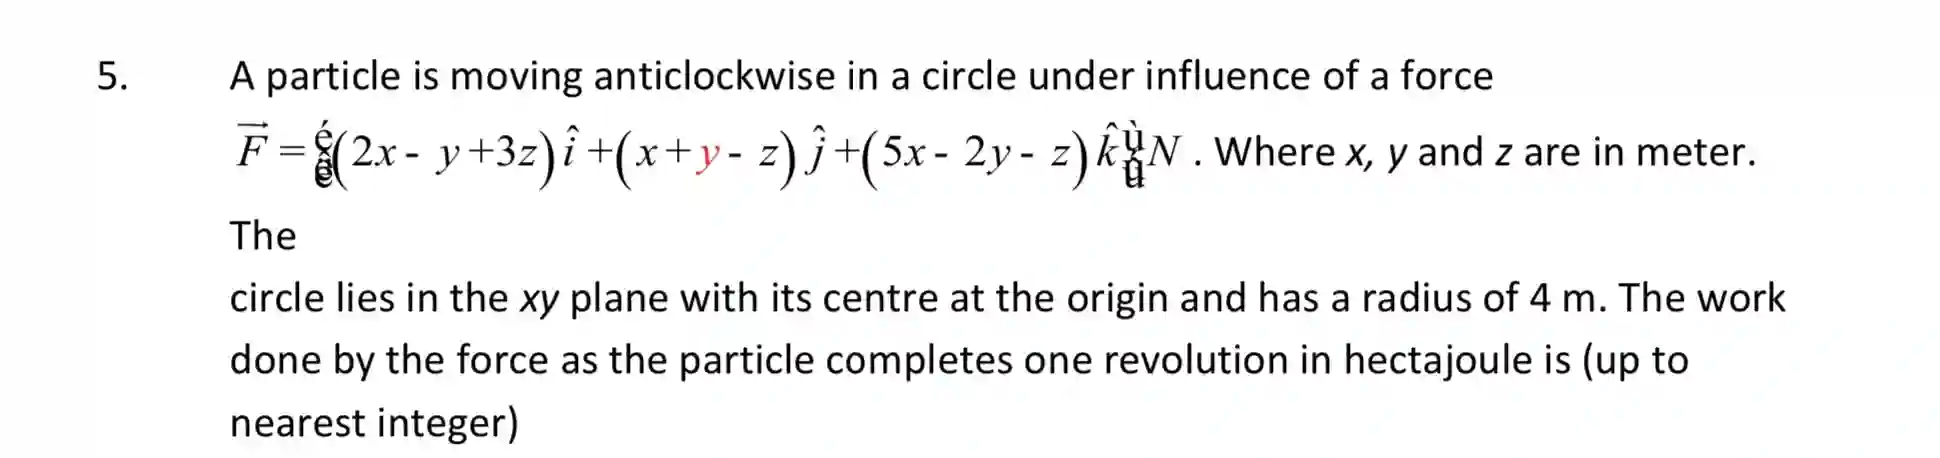 5. A particle is moving anticlockwise in a circle under influence of a force
F⃗ = é(2x - y+3z)î+(x+y- z)ĵ+(5x- 2y- z)k̂ùN . Where x, y and z are in meter.
The
circle lies in the xy plane with its centre at the origin and has a radius of 4 m. The work
done by the force as the particle completes one revolution in hectajoule is (up to
nearest integer)